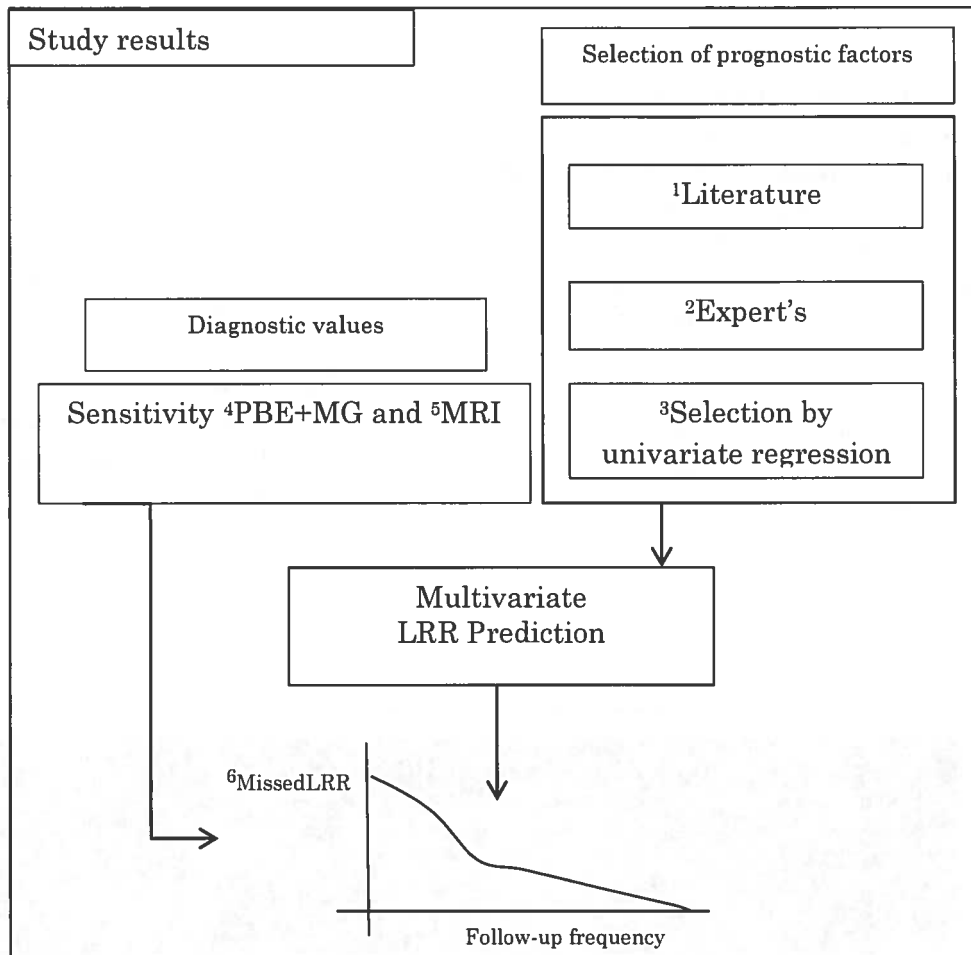 Study results
Selection of prognostic factors
¹Literature
²Expert's
³Selection by
univariate regression
Diagnostic values
Sensitivity ⁴PBE+MG and ⁵MRI
Multivariate
LRR Prediction
⁶MissedLRR
Follow-up frequency